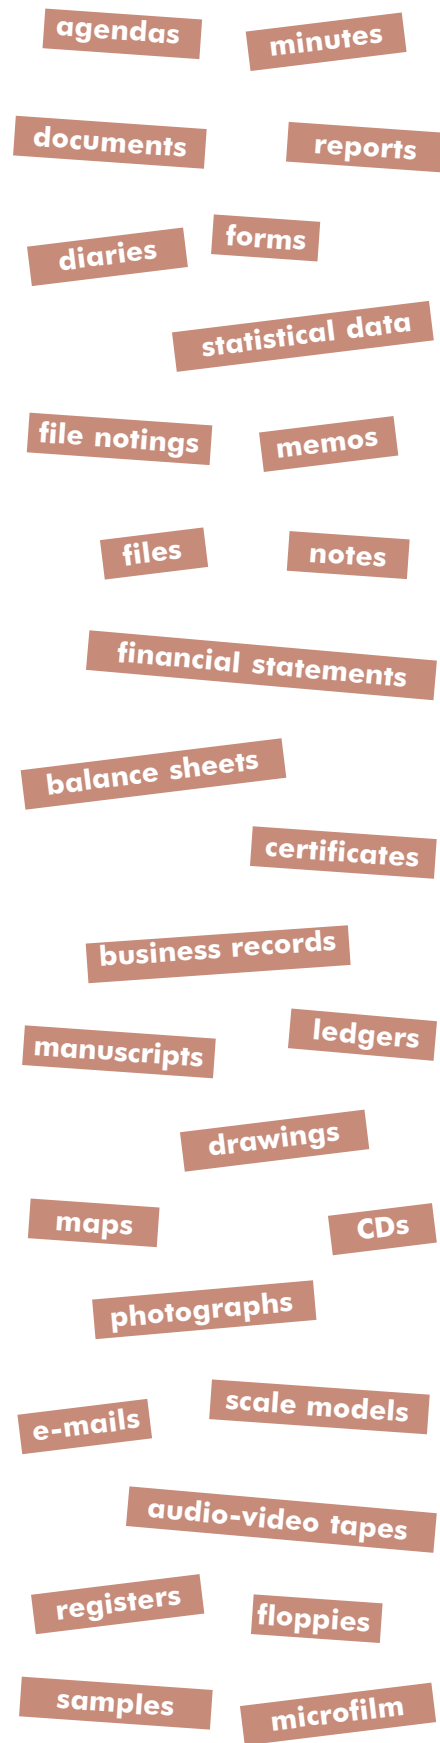 agendas
minutes
documents
reports
diaries
forms
statistical data
file notings
memos
files
notes
financial statements
balance sheets
certificates
business records
manuscripts
ledgers
drawings
maps
CDs
photographs
e-mails
scale models
audio-video tapes
registers
floppies
samples
microfilm